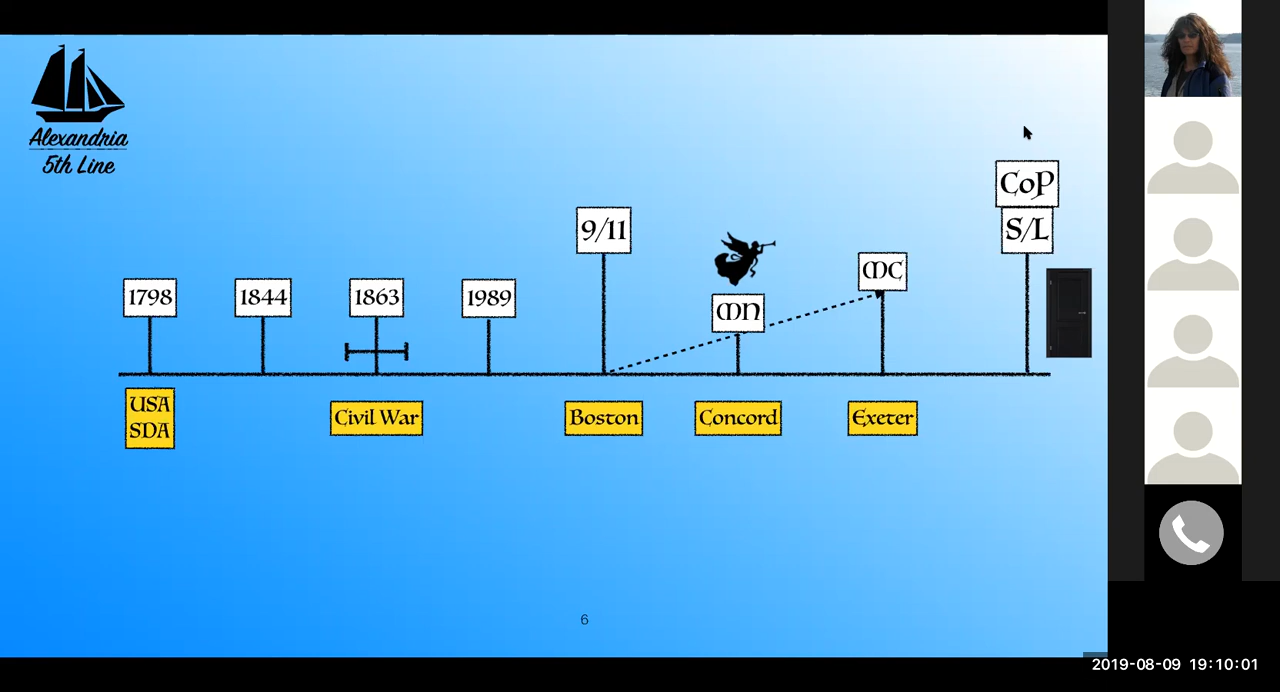 Alexandria
5th Line
CoP
S/L
9/11
MC
1798
1844
1863
1989
MN
USA
SDA
Civil War
Boston
Concord
Exeter
6
2019-08-09 19:10:01